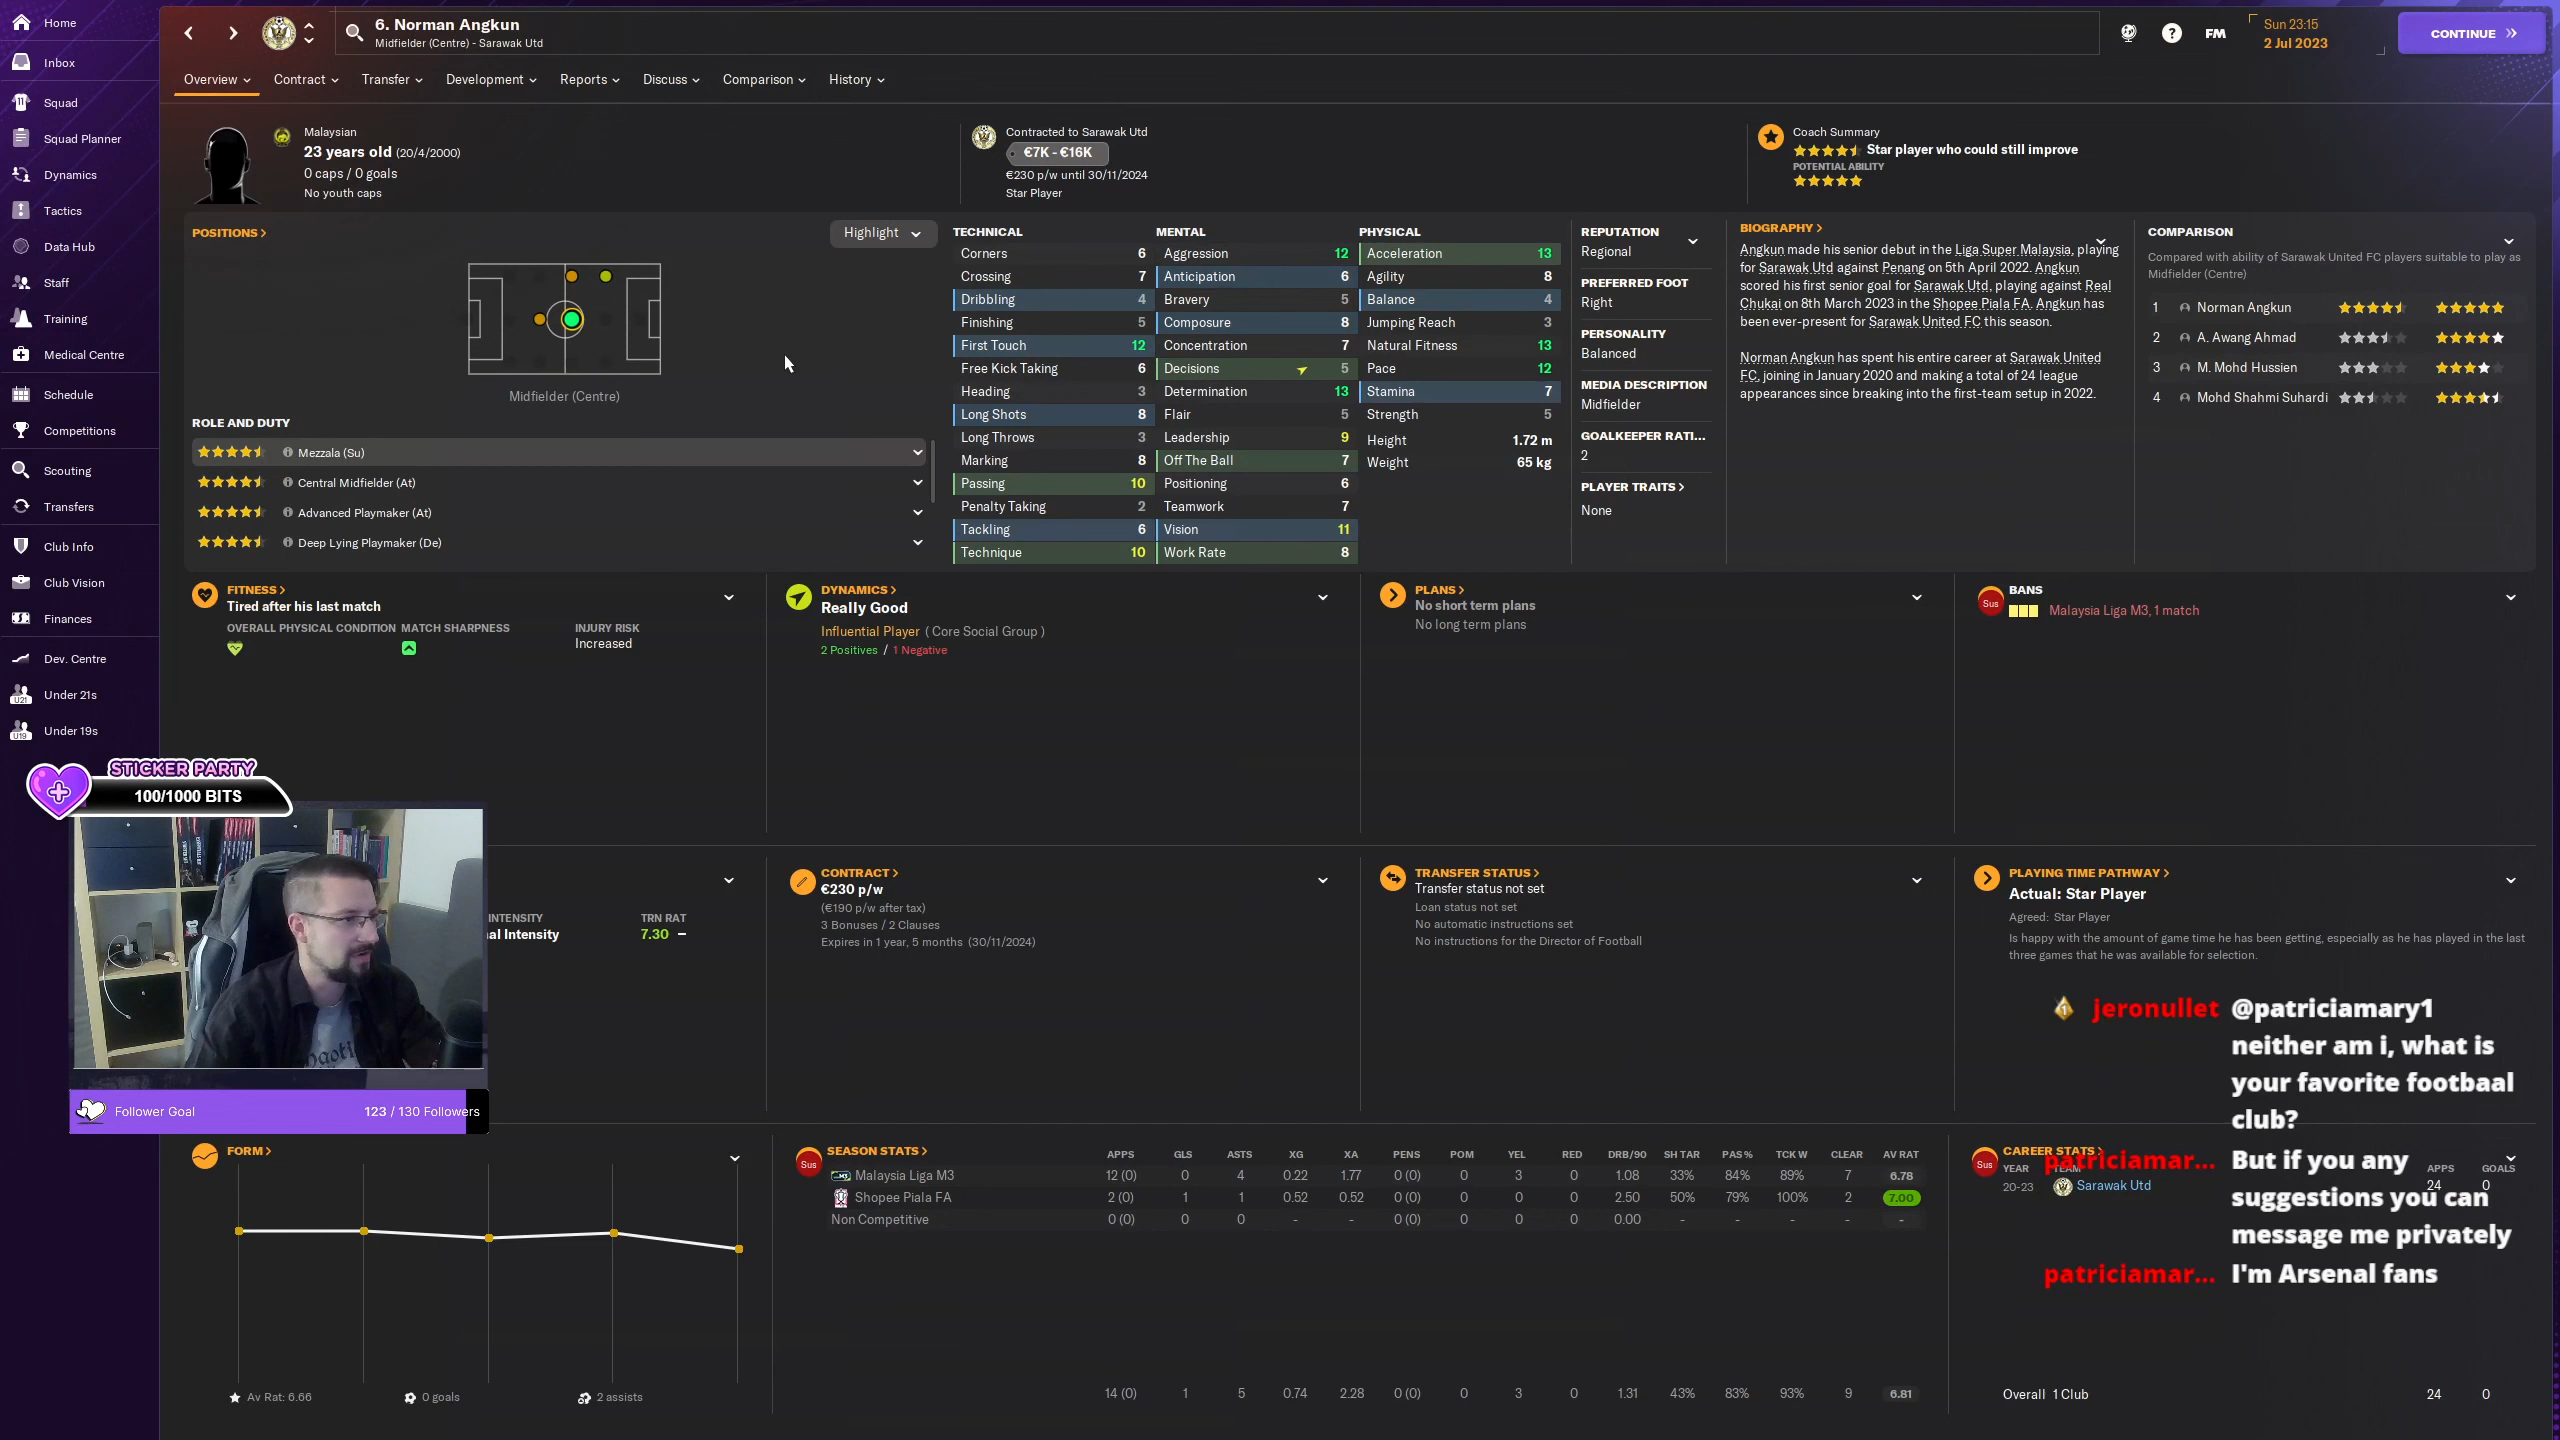 Home
Inbox
Squad
Squad Planner
Dynamics
Tactics
Data Hub
Staff
Training
Medical Centre
Schedule
Competitions
Scouting
Transfers
Club Info
Club Vision
Finances
Dev. Centre
Under 21s
Under 19s
6. Norman Angkun
Midfielder (Centre) - Sarawak Utd
FM
Sun 23:15
2 Jul 2023
CONTINUE
Overview Contract Transfer Development Reports Discuss Comparison History
Malaysian
23 years old (20/4/2000)
0 caps / 0 goals
No youth caps
Contracted to Sarawak Utd
€7K - €16K
€230 p/w until 30/11/2024
Star Player
Coach Summary
Star player who could still improve
POTENTIAL ABILITY
POSITIONS
Highlight
Midfielder (Centre)
ROLE AND DUTY
Mezzala (Su)
Central Midfielder (At)
Advanced Playmaker (At)
Deep Lying Playmaker (De)
TECHNICAL
Corners 6
Crossing 7
Dribbling 4
Finishing 5
First Touch 12
Free Kick Taking 6
Heading 3
Long Shots 8
Long Throws 3
Marking 8
Passing 10
Penalty Taking 2
Tackling 6
Technique 10
MENTAL
Aggression 12
Anticipation 6
Bravery 5
Composure 8
Concentration 7
Decisions 5
Determination 13
Flair 5
Leadership 9
Off The Ball 7
Positioning 6
Teamwork 7
Vision 11
Work Rate 8
PHYSICAL
Acceleration 13
Agility 8
Balance 4
Jumping Reach 3
Natural Fitness 13
Pace 12
Stamina 7
Strength 5
Height 1.72 m
Weight 65 kg
REPUTATION
Regional
PREFERRED FOOT
Right
PERSONALITY
Balanced
MEDIA DESCRIPTION
Midfielder
GOALKEEPER RATI...
2
PLAYER TRAITS
None
BIOGRAPHY
Angkun made his senior debut in the Liga Super Malaysia, playing
for Sarawak Utd against Penang on 5th April 2022. Angkun
scored his first senior goal for Sarawak Utd, playing against Real
Chukai on 8th March 2023 in the Shopee Piala FA. Angkun has
been ever-present for Sarawak United FC this season.
Norman Angkun has spent his entire career at Sarawak United
FC, joining in January 2020 and making a total of 24 league
appearances since breaking into the first-team setup in 2022.
COMPARISON
Compared with ability of Sarawak United FC players suitable to play as
Midfielder (Centre)
1 Norman Angkun
2 A. Awang Ahmad
3 M. Mohd Hussien
4 Mohd Shahmi Suhardi
FITNESS
Tired after his last match
OVERALL PHYSICAL CONDITION MATCH SHARPNESS INJURY RISK
Increased
DYNAMICS
Really Good
Influential Player ( Core Social Group )
2 Positives / 1 Negative
PLANS
No short term plans
No long term plans
Sus
BANS
Malaysia Liga M3, 1 match
STICKER PARTY
100/1000 BITS
INTENSITY TRN RAT
al Intensity 7.30 –
Follower Goal 123 / 130 Followers
CONTRACT
€230 p/w
(€190 p/w after tax)
3 Bonuses / 2 Clauses
Expires in 1 year, 5 months (30/11/2024)
TRANSFER STATUS
Transfer status not set
Loan status not set
No automatic instructions set
No instructions for the Director of Football
PLAYING TIME PATHWAY
Actual: Star Player
Agreed: Star Player
Is happy with the amount of game time he has been getting, especially as he has played in the last
three games that he was available for selection.
jeronullet @patriciamary1
neither am i, what is
your favorite footbaal
club?
patriciamar... But if you any
suggestions you can
message me privately
patriciamar... I'm Arsenal fans
FORM
Av Rat: 6.66 0 goals 2 assists
Sus
SEASON STATS APPS GLS ASTS XG XA PENS POM YEL RED DRB/90 SH TAR PAS % TCK W CLEAR AV RAT
Malaysia Liga M3 12 (0) 0 4 0.22 1.77 0 (0) 0 3 0 1.08 33% 84% 89% 7 6.78
Shopee Piala FA 2 (0) 1 1 0.52 0.52 0 (0) 0 0 0 2.50 50% 79% 100% 2 7.00
Non Competitive 0 (0) 0 0 - - 0 (0) 0 0 0 0.00 - - - - -
14 (0) 1 5 0.74 2.28 0 (0) 0 3 0 1.31 43% 83% 93% 9 6.81
Sus
CAREER STATS
YEAR TEAM APPS GOALS
20-23 Sarawak Utd 24 0
Overall 1 Club 24 0